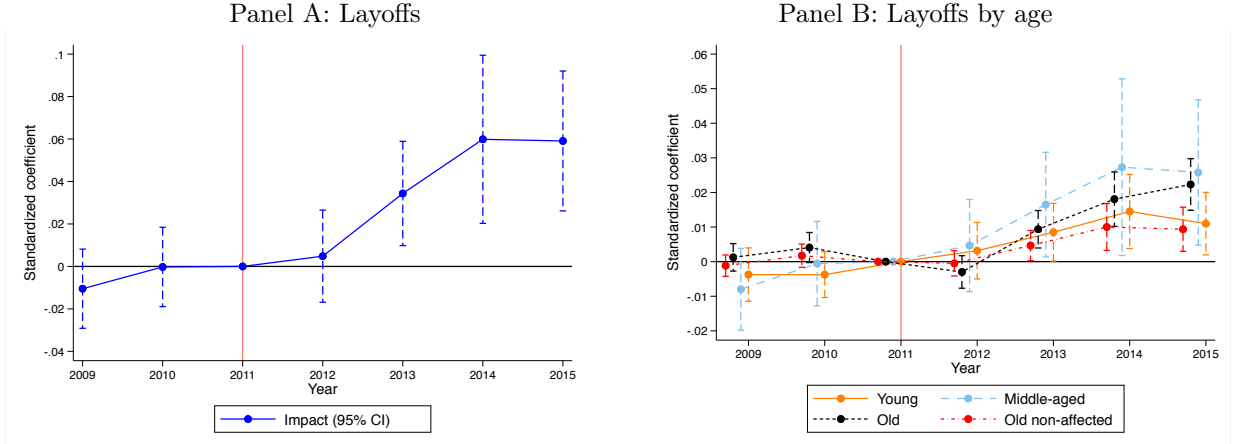 Panel A: Layoffs
.1
.08
.06
.04
.02
0
-.02
-.04
Standardized coefficient
2009 2010 2011 2012 2013 2014 2015
Year
Impact (95% CI)
Panel B: Layoffs by age
.06
.05
.04
.03
.02
.01
0
-.01
-.02
Standardized coefficient
2009 2010 2011 2012 2013 2014 2015
Year
Young Middle-aged
Old Old non-affected